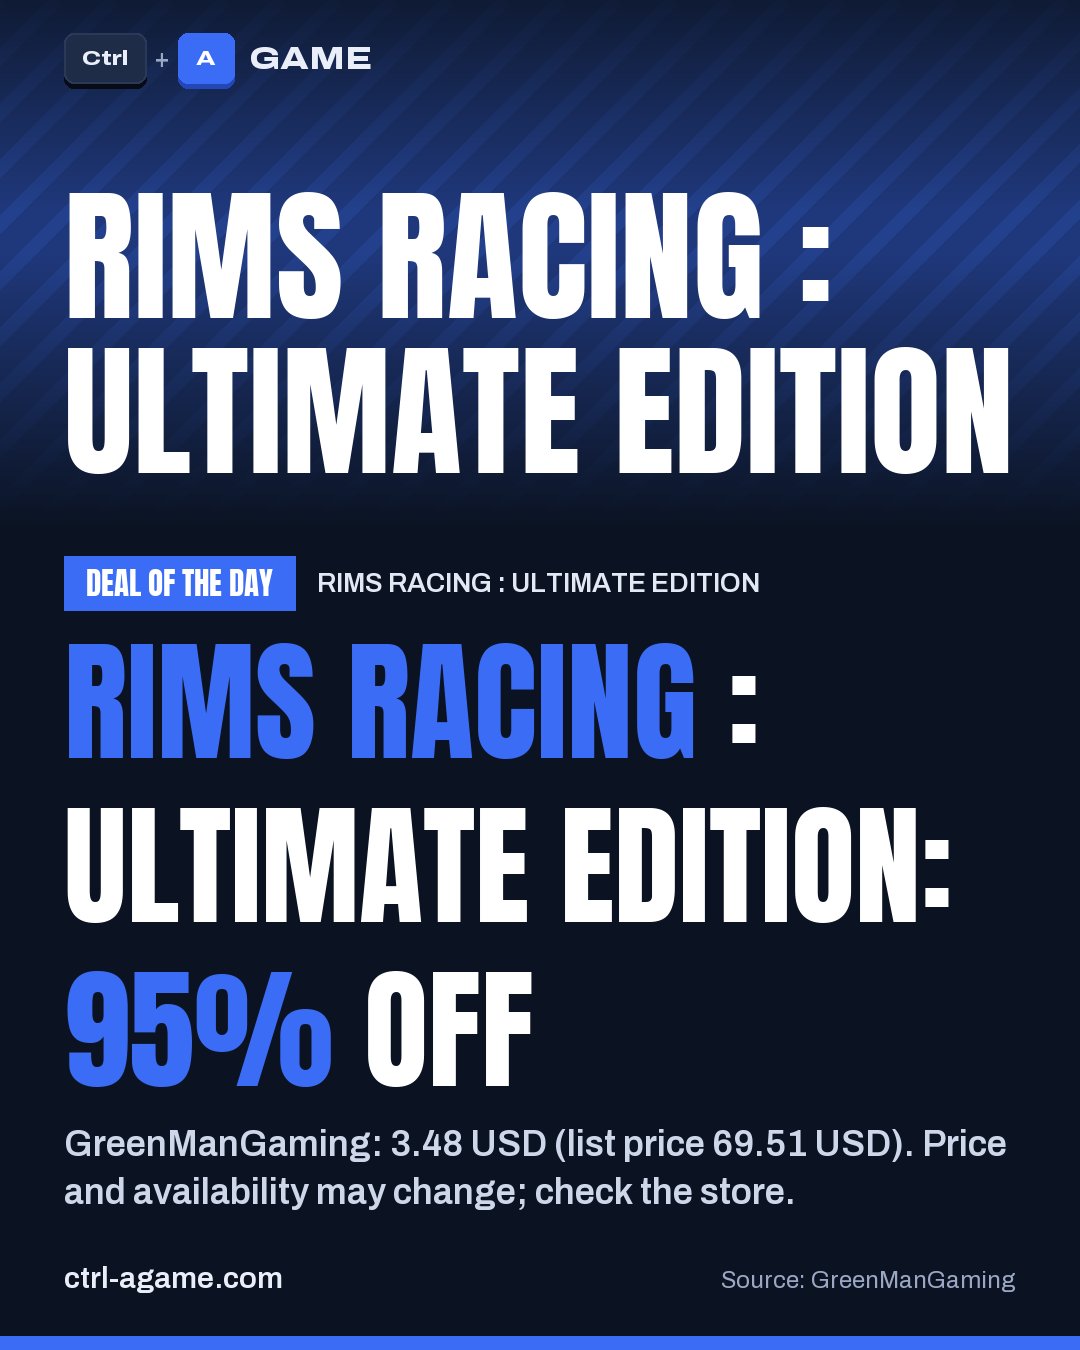 Ctrl + A GAME
RIMS RACING :
ULTIMATE EDITION
DEAL OF THE DAY RIMS RACING : ULTIMATE EDITION
RIMS RACING :
ULTIMATE EDITION:
95% OFF
GreenManGaming: 3.48 USD (list price 69.51 USD). Price
and availability may change; check the store.
ctrl-agame.com Source: GreenManGaming